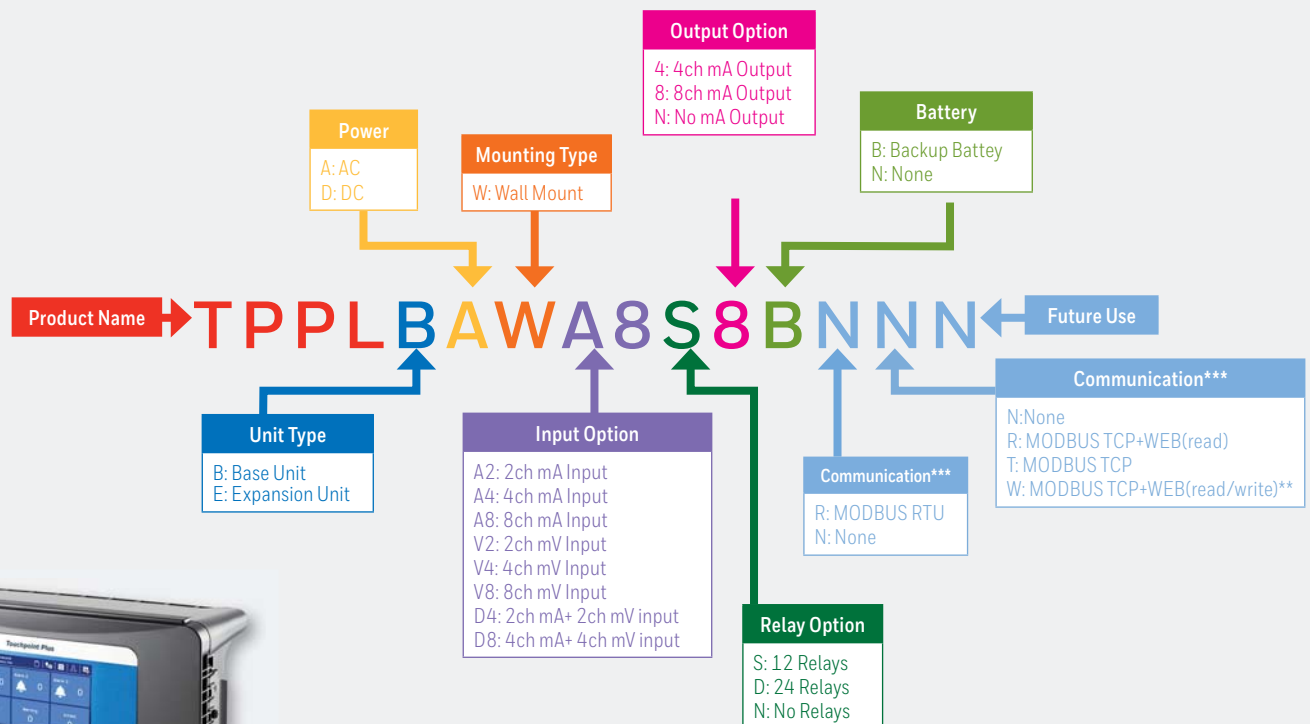 Output Option
4: 4ch mA Output
8: 8ch mA Output
N: No mA Output
Battery
B: Backup Battey
N: None
Power
A: AC
D: DC
Mounting Type
W: Wall Mount
Product Name
TPPLBAWA8S8BNNN
Future Use
Unit Type
B: Base Unit
E: Expansion Unit
Input Option
A2: 2ch mA Input
A4: 4ch mA Input
A8: 8ch mA Input
V2: 2ch mV Input
V4: 4ch mV Input
V8: 8ch mV Input
D4: 2ch mA+ 2ch mV input
D8: 4ch mA+ 4ch mV input
Communication***
R: MODBUS RTU
N: None
Communication***
N:None
R: MODBUS TCP+WEB(read)
T: MODBUS TCP
W: MODBUS TCP+WEB(read/write)**
Relay Option
S: 12 Relays
D: 24 Relays
N: No Relays
Touchpoint Plus